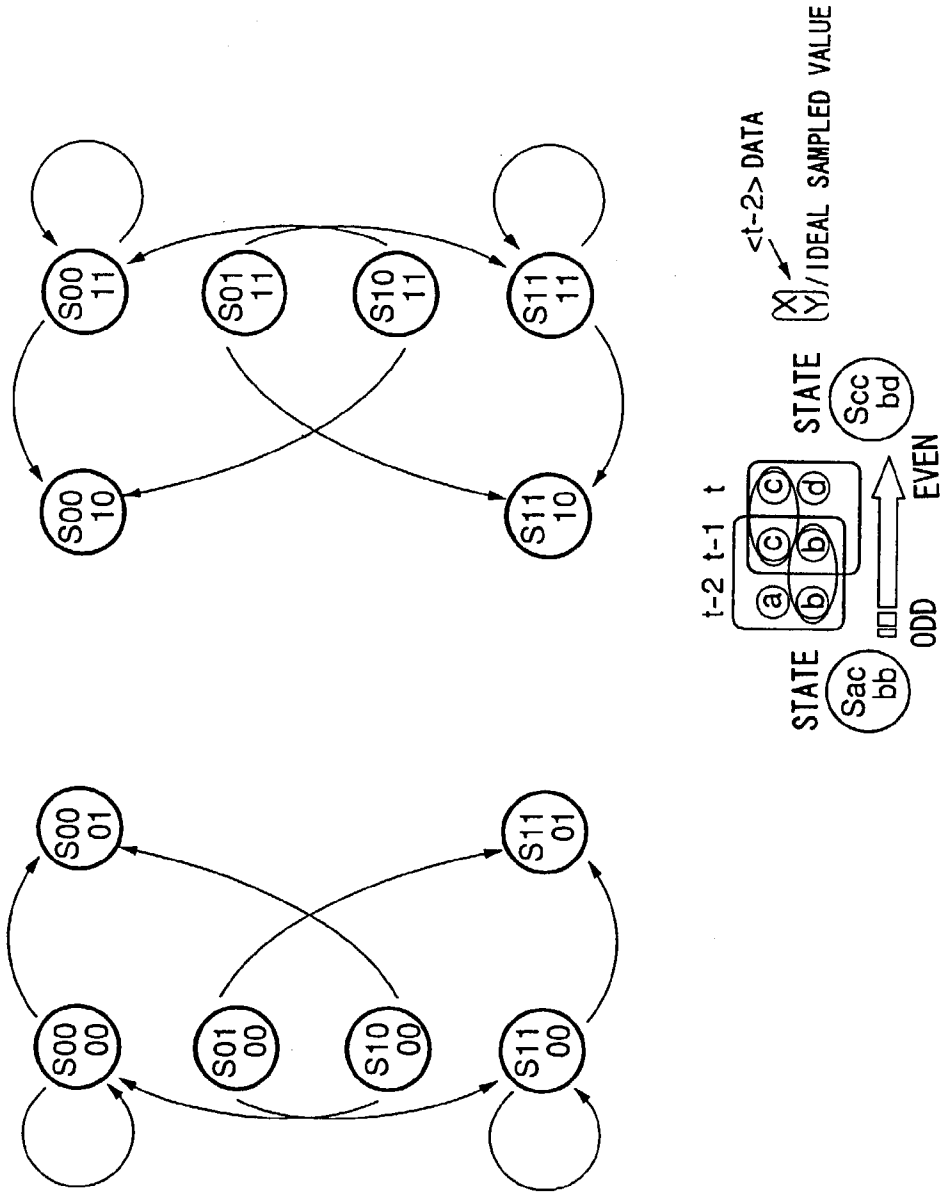 S00
00
S00
01
S00
10
S00
11
S01
00
S01
11
S10
00
S10
11
S11
00
S11
01
S11
10
S11
11
t-2 t-1 t
STATE
Sac
bb
a c c
b b d
ODD
EVEN
STATE
Scc
bd
<t-2> DATA
(X
Y)/IDEAL SAMPLED VALUE